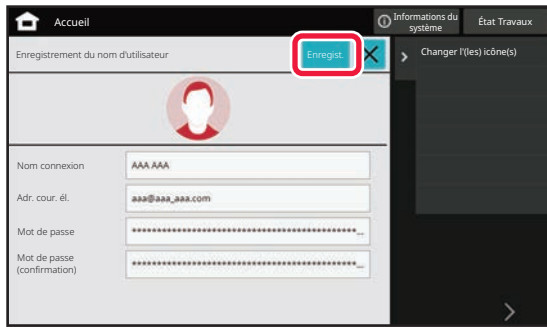 Accueil
Informations du
système
État Travaux
Enregistrement du nom d'utilisateur
Enregist.
Changer l'(les) icône(s)
Nom connexion
AAA AAA
Adr. cour. él.
aaa@aaa_aaa.com
Mot de passe
************************************************...
Mot de passe
(confirmation)
************************************************...